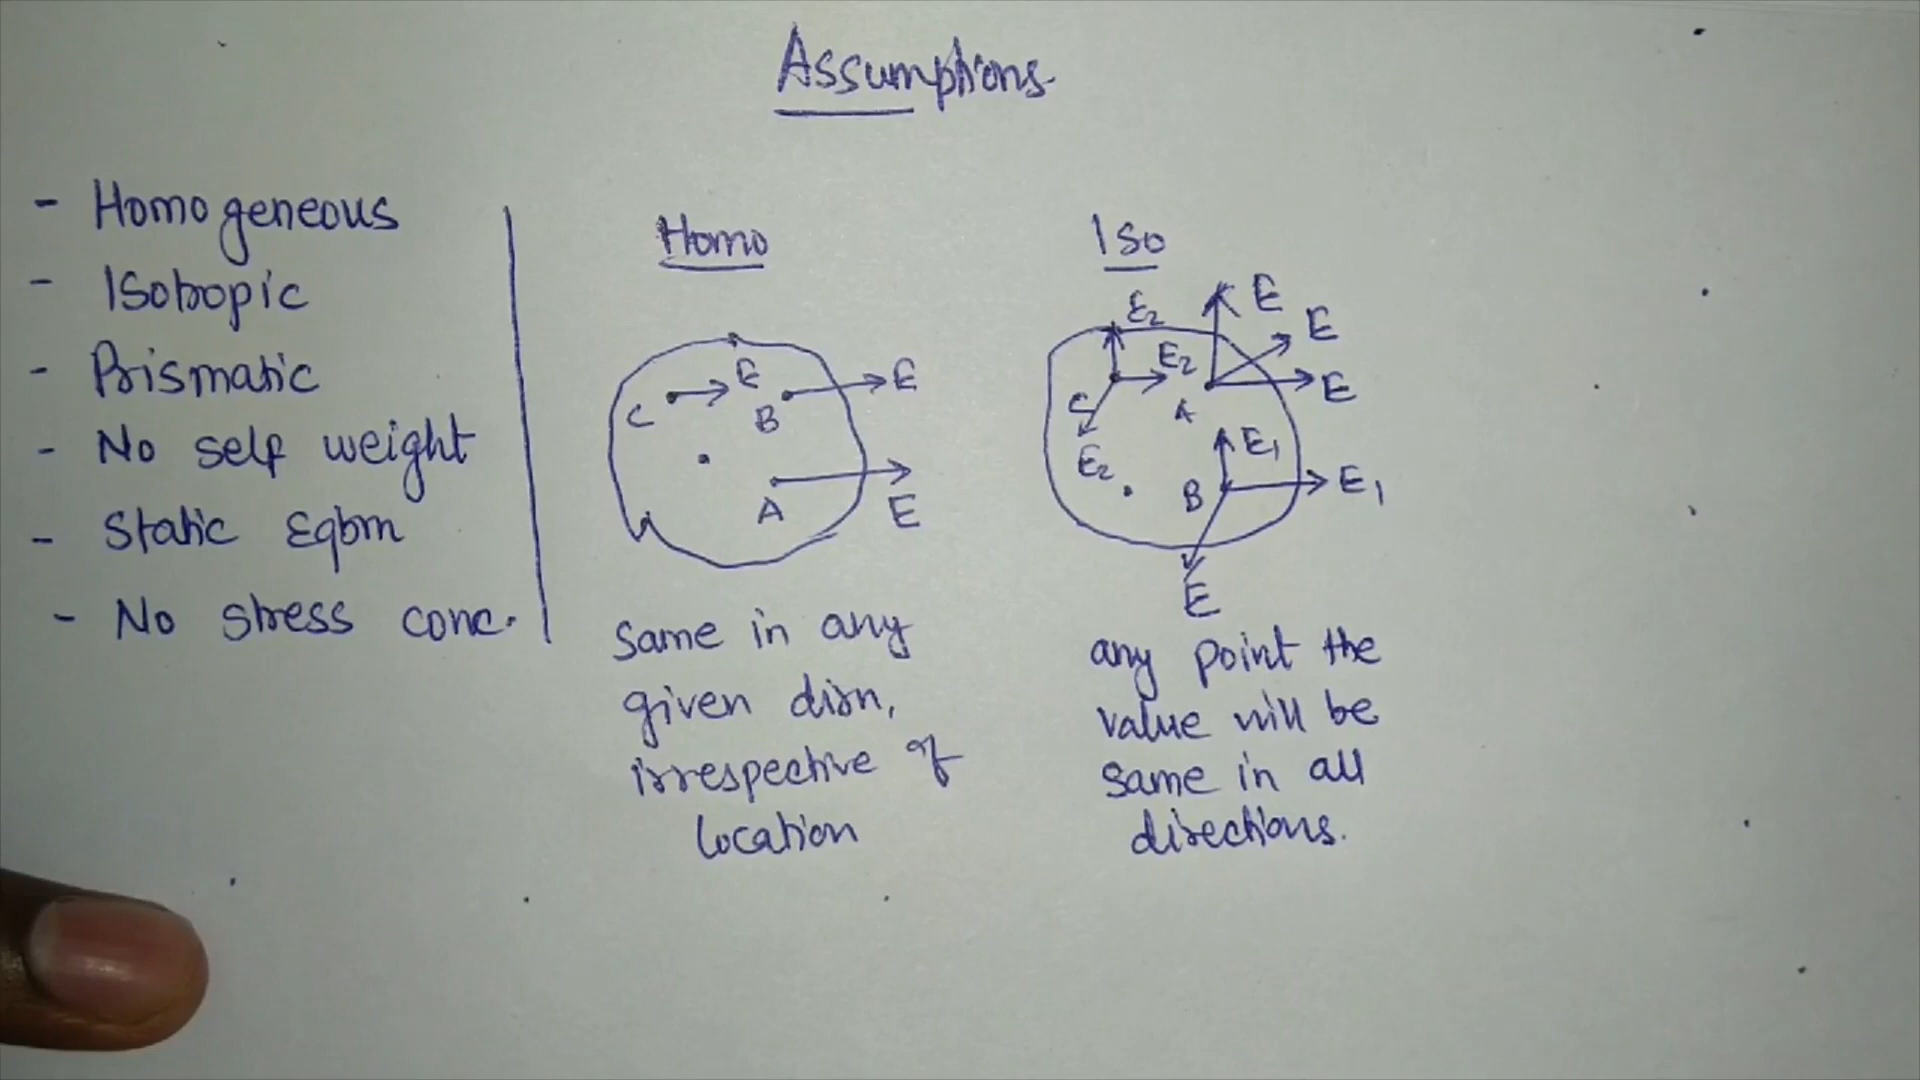 Assumptions
- Homogeneous
- Isotropic
- Prismatic
- No self weight
- Static Eqbm
- No stress conc.
Homo
C E B E
A E
same in any
given dirn,
irrespective of
location
Iso
E2 E
E
E2 E
C A
E2 E1
B E1
E
any point the
value will be
same in all
directions.